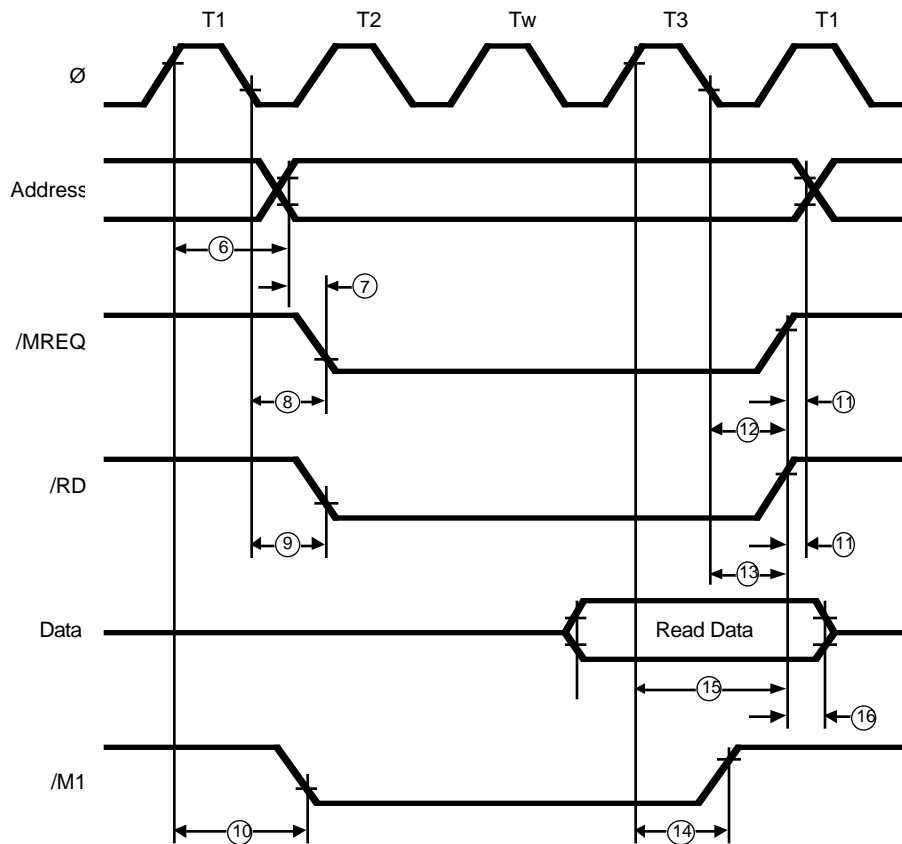 T1 T2 Tw T3 T1
Ø
Address
6
7
/MREQ
8
11
12
/RD
9
11
13
Data Read Data
15
16
/M1
10 14